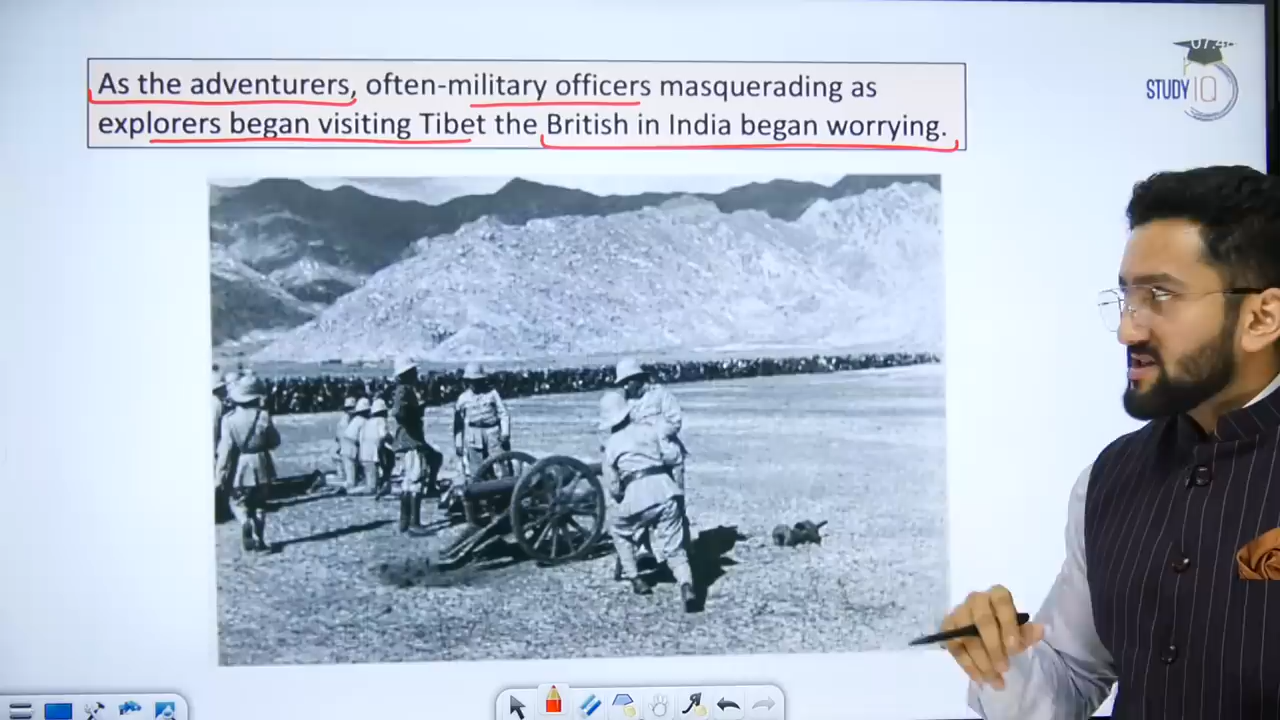 As the adventurers, often-military officers masquerading as
explorers began visiting Tibet the British in India began worrying.
STUDY IQ